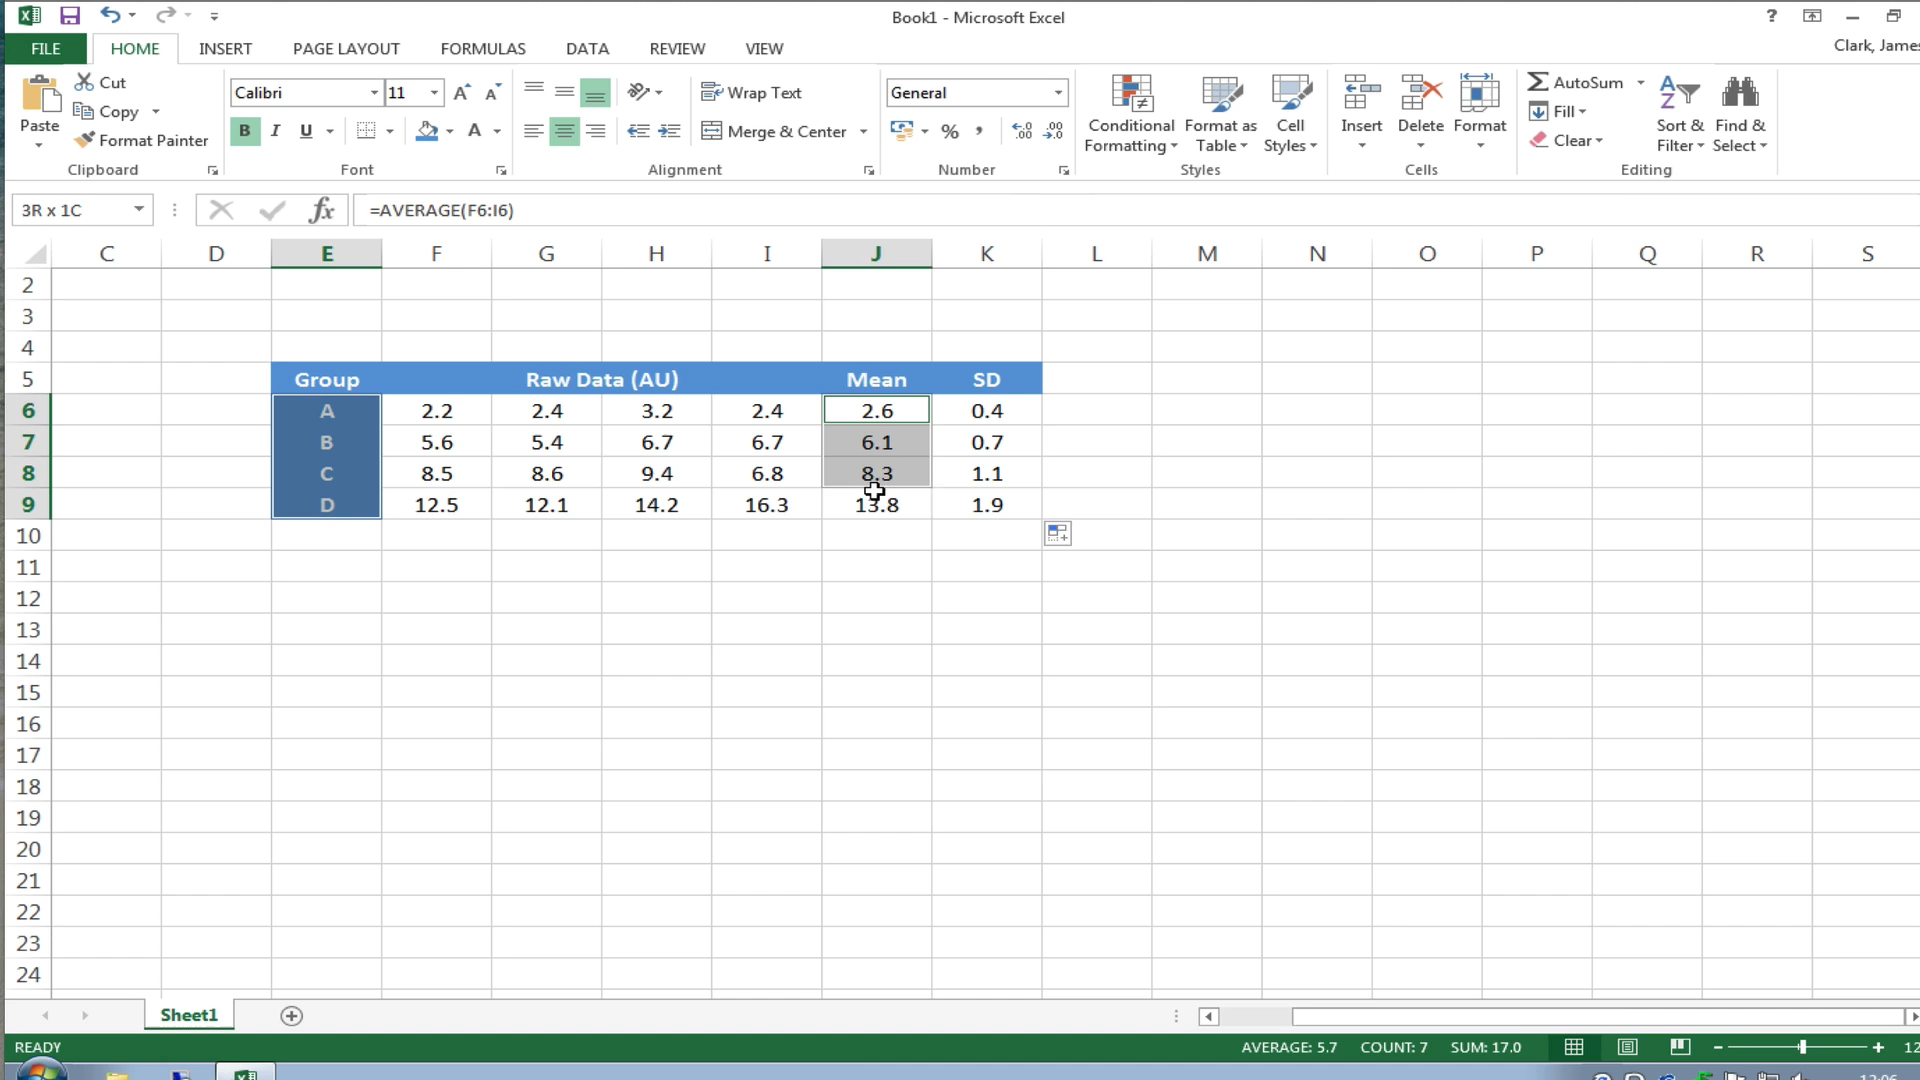 Book1 - Microsoft Excel
?
FILE HOME INSERT PAGE LAYOUT FORMULAS DATA REVIEW VIEW
Clark, James
Paste
Cut
Copy
Format Painter
Clipboard
Calibri 11
B I U
Font
Wrap Text
Merge & Center
Alignment
General
% ,
Number
Conditional Formatting
Format as Table
Cell Styles
Styles
Insert Delete Format
Cells
AutoSum
Fill
Clear
Sort & Filter
Find & Select
Editing
3R x 1C
fx
=AVERAGE(F6:I6)
C D E F G H I J K L M N O P Q R S
2
3
4
5 Group Raw Data (AU) Mean SD
6 A 2.2 2.4 3.2 2.4 2.6 0.4
7 B 5.6 5.4 6.7 6.7 6.1 0.7
8 C 8.5 8.6 9.4 6.8 8.3 1.1
9 D 12.5 12.1 14.2 16.3 13.8 1.9
10
11
12
13
14
15
16
17
18
19
20
21
22
23
24
Sheet1
READY
AVERAGE: 5.7 COUNT: 7 SUM: 17.0
12
12:06